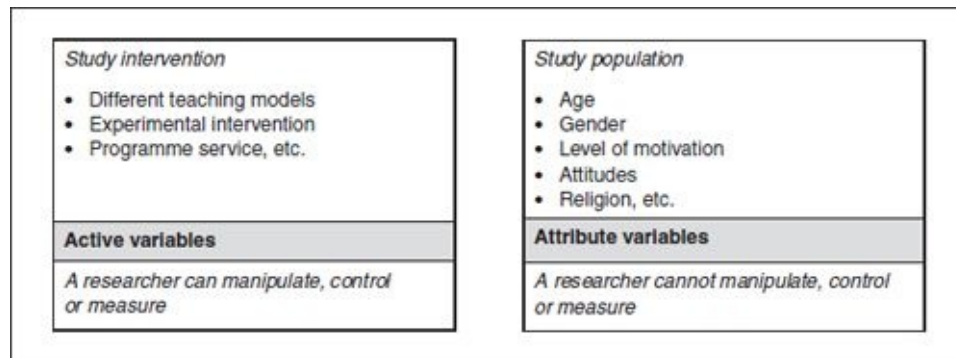 Study intervention
• Different teaching models
• Experimental intervention
• Programme service, etc.
Active variables
A researcher can manipulate, control
or measure
Study population
• Age
• Gender
• Level of motivation
• Attitudes
• Religion, etc.
Attribute variables
A researcher cannot manipulate, control
or measure